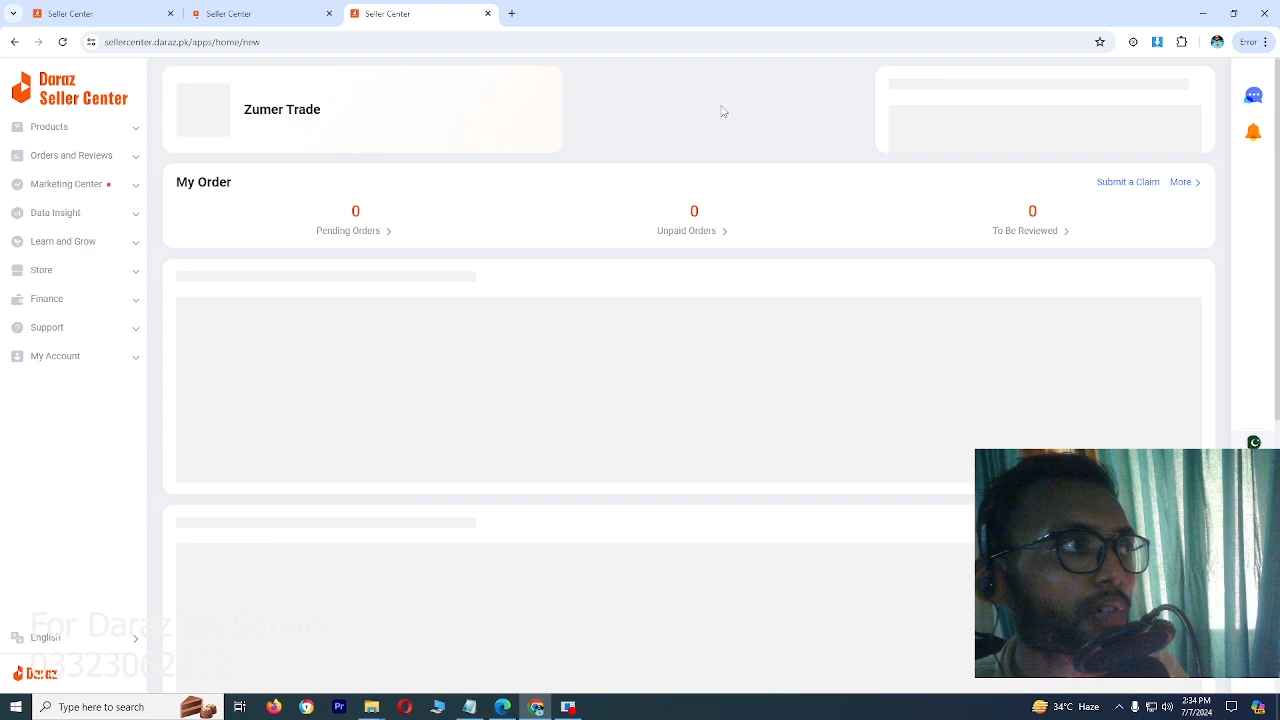 Seller Center
Seller Center
Seller Center
sellercenter.daraz.pk/apps/home/new
Error
Daraz
Seller Center
Products
Orders and Reviews
Marketing Center
Data Insight
Learn and Grow
Store
Finance
Support
My Account
Zumer Trade
My Order
Submit a Claim
More
0
Pending Orders
0
Unpaid Orders
0
To Be Reviewed
For Daraz VA Service
03323062232
English
Daraz
Type here to search
34°C Haze
2:34 PM
7/7/2024